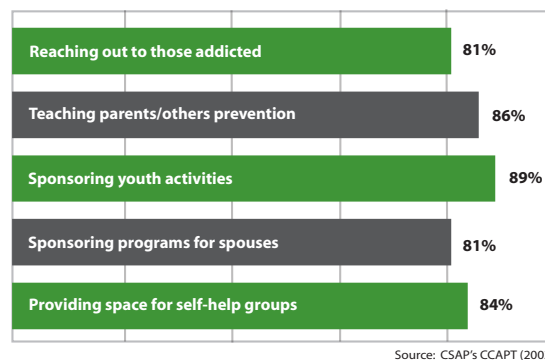 Reaching out to those addicted 81%
Teaching parents/others prevention 86%
Sponsoring youth activities 89%
Sponsoring programs for spouses 81%
Providing space for self-help groups 84%
Source: CSAP's CCAPT (200